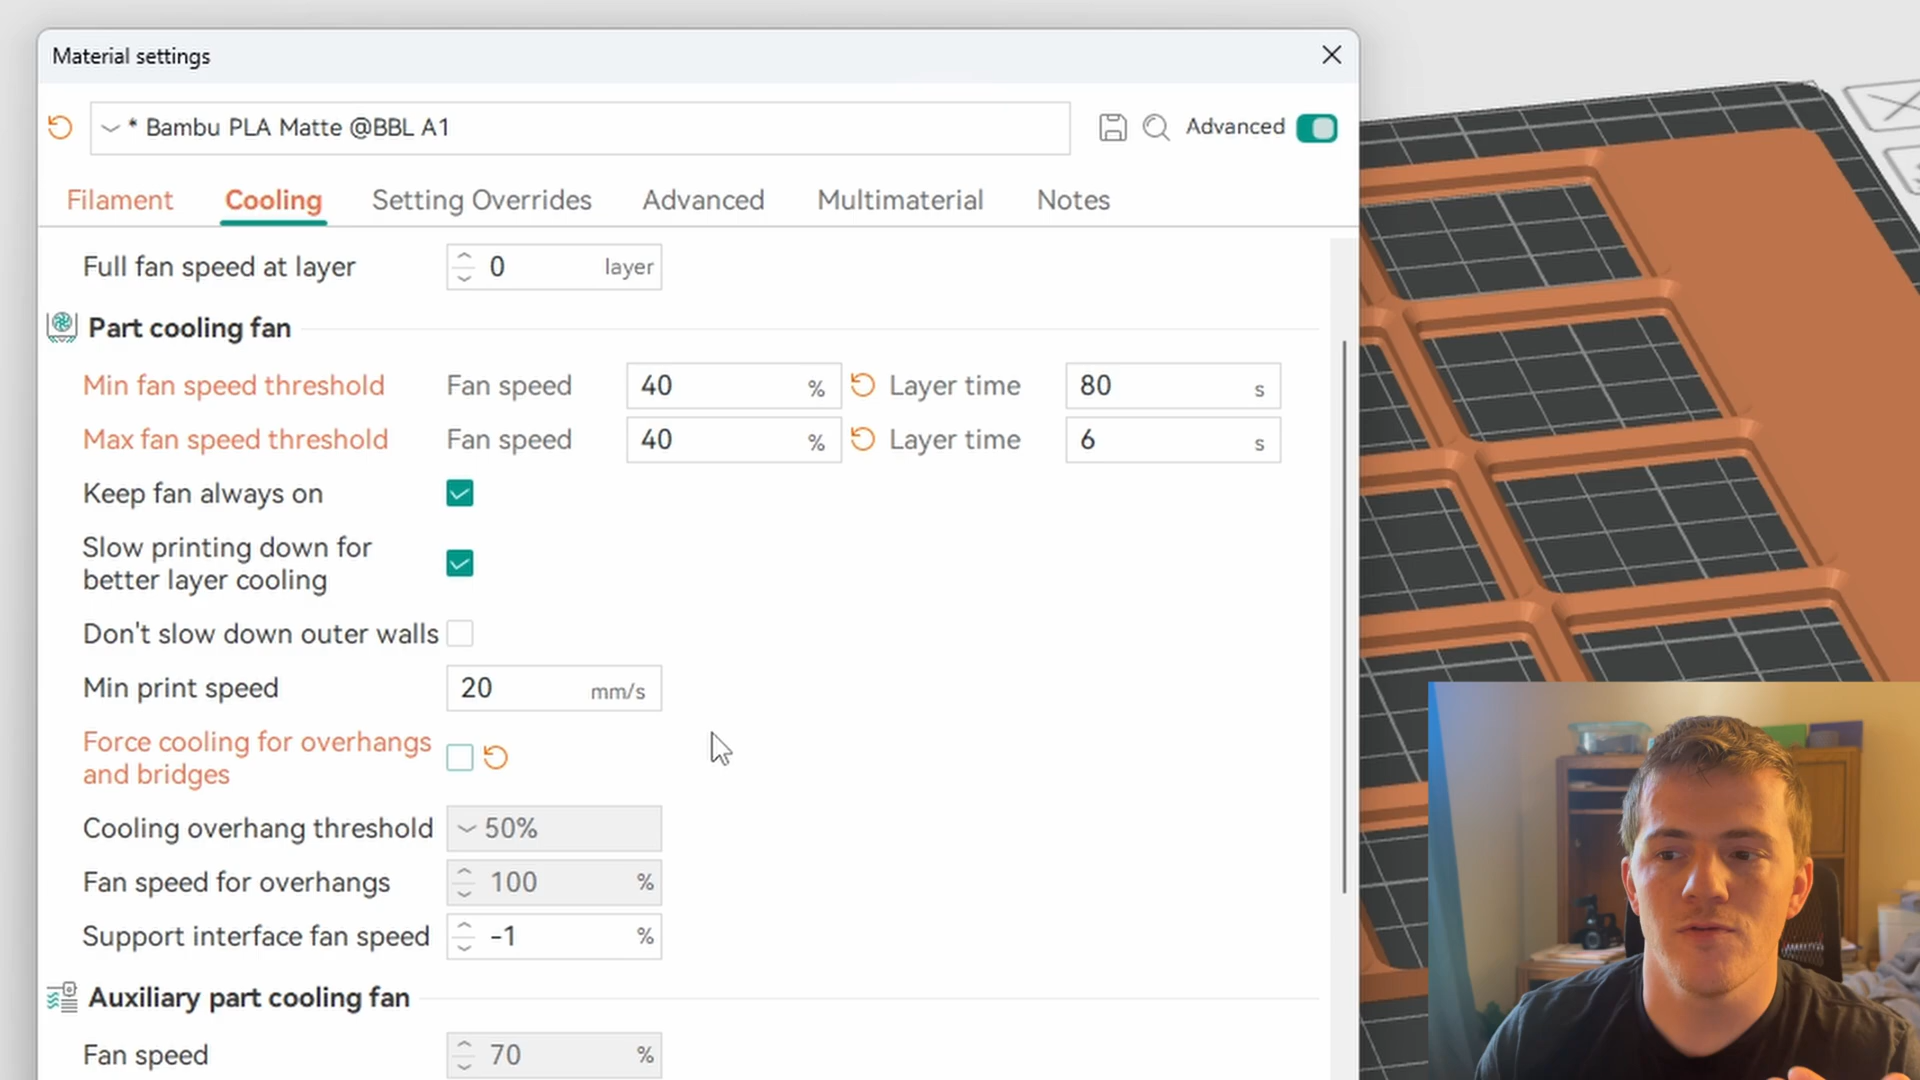 Material settings
* Bambu PLA Matte @BBL A1
Advanced
Filament Cooling Setting Overrides Advanced Multimaterial Notes
Full fan speed at layer 0 layer
Part cooling fan
Min fan speed threshold Fan speed 40 % Layer time 80 s
Max fan speed threshold Fan speed 40 % Layer time 6 s
Keep fan always on
Slow printing down for
better layer cooling
Don't slow down outer walls
Min print speed 20 mm/s
Force cooling for overhangs
and bridges
Cooling overhang threshold 50%
Fan speed for overhangs 100 %
Support interface fan speed -1 %
Auxiliary part cooling fan
Fan speed 70 %